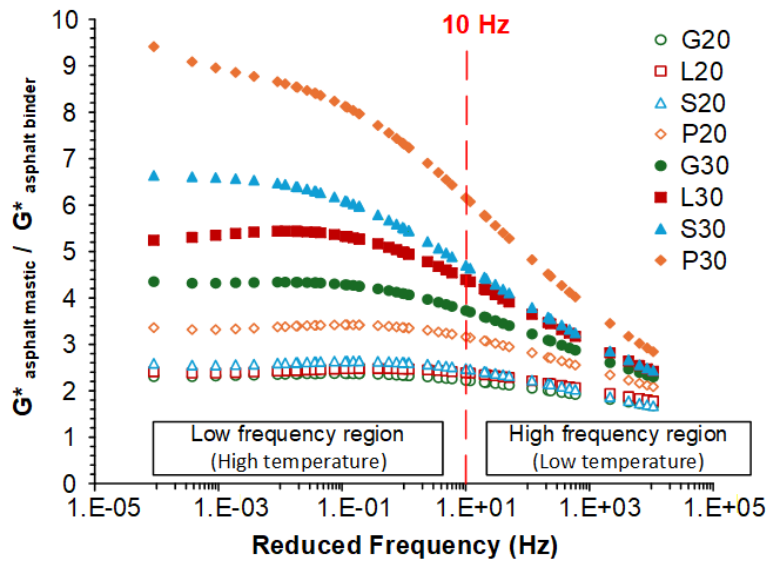 10 Hz
G* asphalt mastic / G* asphalt binder
10
9
8
7
6
5
4
3
2
1
0
G20
L20
S20
P20
G30
L30
S30
P30
Low frequency region
(High temperature)
High frequency region
(Low temperature)
1.E-05 1.E-03 1.E-01 1.E+01 1.E+03 1.E+05
Reduced Frequency (Hz)